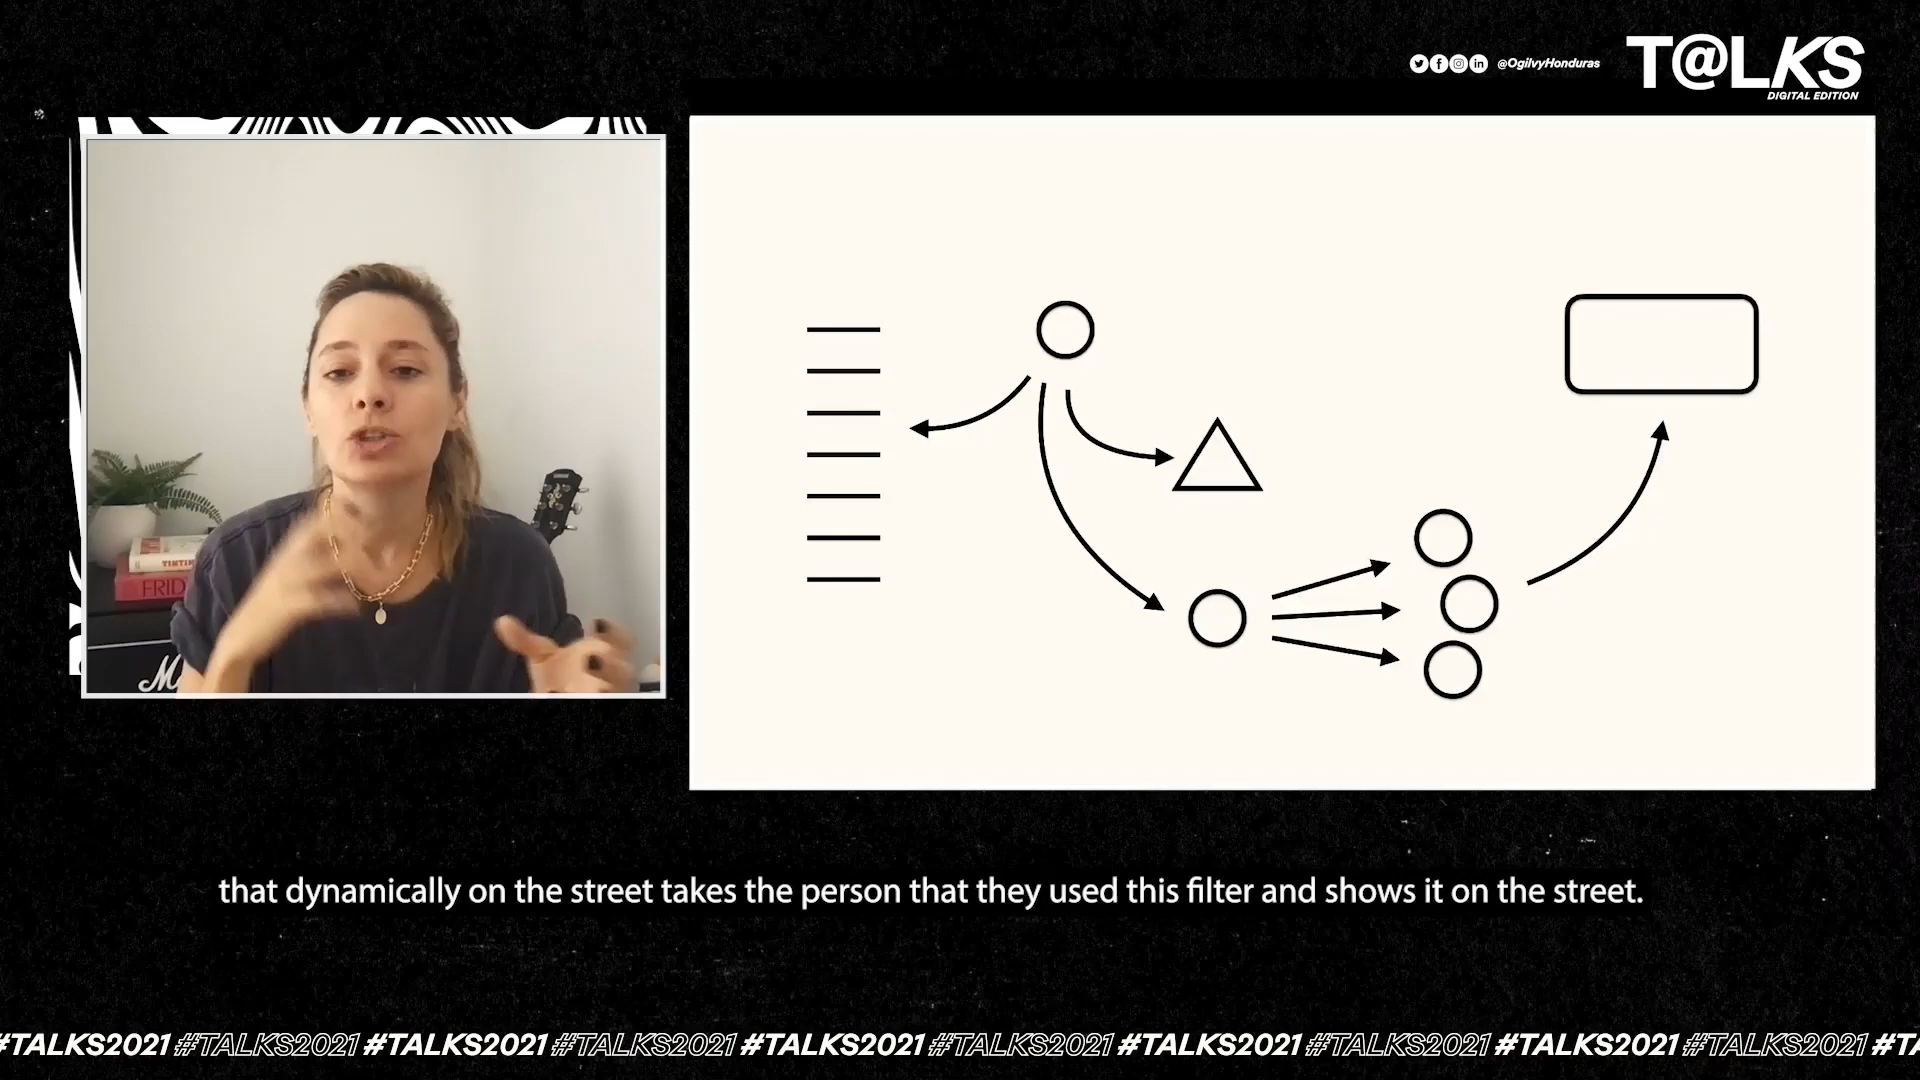 @OgilvyHonduras
T@LKS
DIGITAL EDITION
TINTIN
FRID
that dynamically on the street takes the person that they used this filter and shows it on the street.
#TALKS2021 #TALKS2021 #TALKS2021 #TALKS2021 #TALKS2021 #TALKS2021 #TALKS2021 #TALKS2021 #TALKS2021 #TALKS2021 #TA